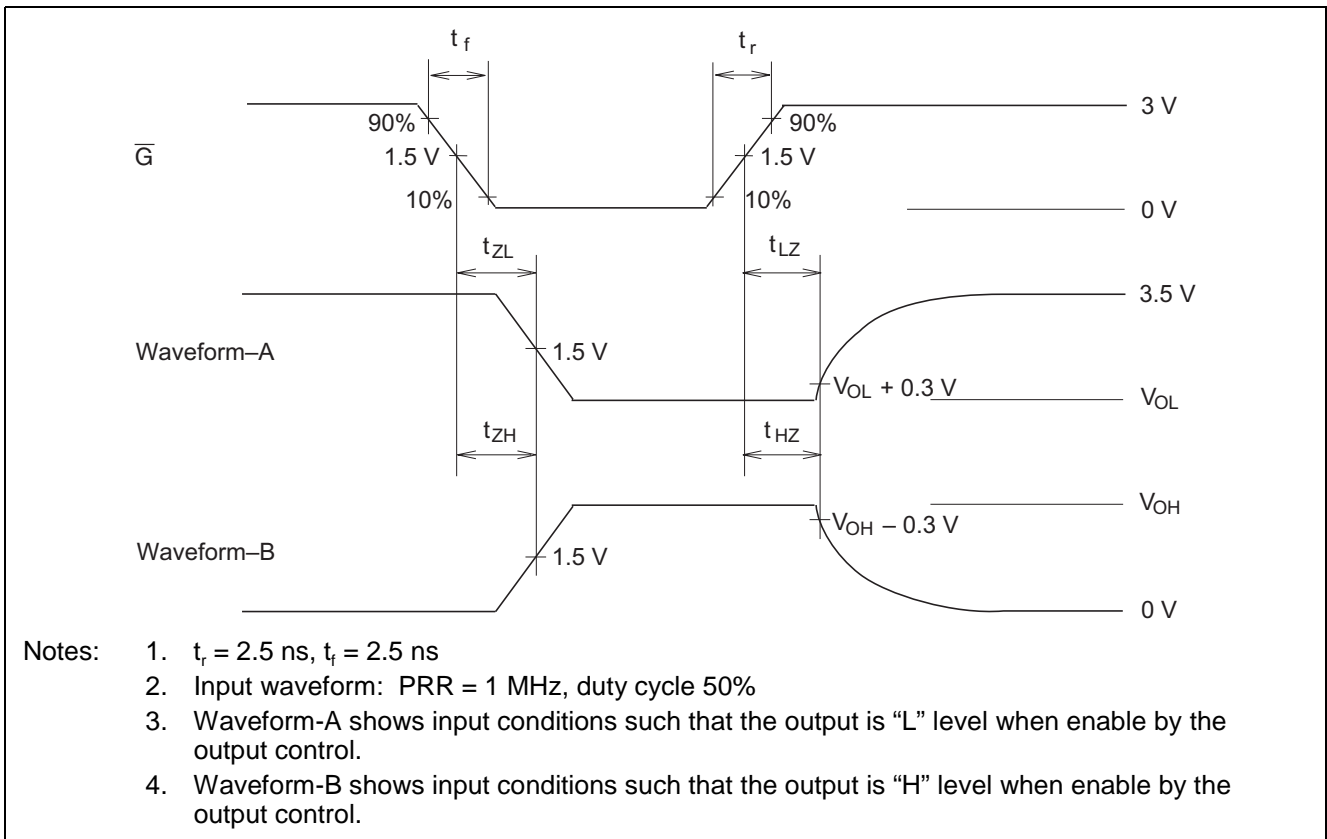 t f
t r
3 V
90%
90%
G̅
1.5 V
1.5 V
10%
10%
0 V
tZL
tLZ
3.5 V
Waveform–A
1.5 V
VOL + 0.3 V
VOL
tZH
t HZ
VOH
VOH – 0.3 V
Waveform–B
1.5 V
0 V
Notes: 1. tr = 2.5 ns, tf = 2.5 ns
2. Input waveform: PRR = 1 MHz, duty cycle 50%
3. Waveform-A shows input conditions such that the output is “L” level when enable by the
output control.
4. Waveform-B shows input conditions such that the output is “H” level when enable by the
output control.